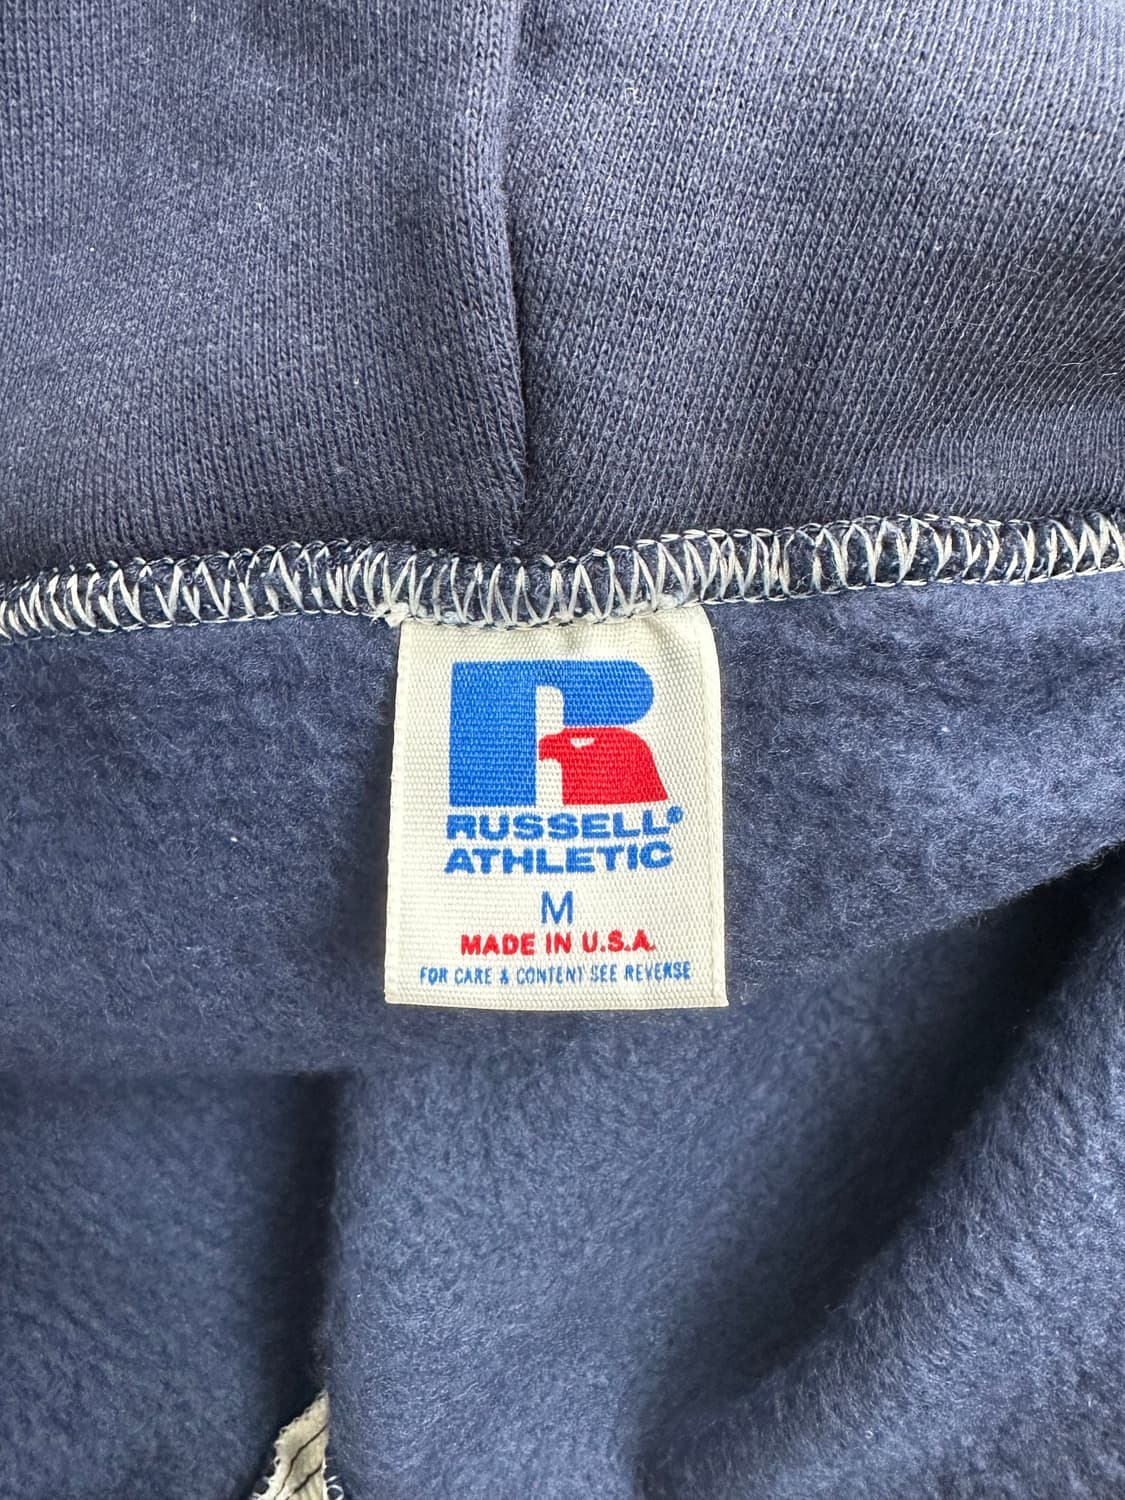 RUSSELL®
ATHLETIC
M
MADE IN U.S.A.
FOR CARE & CONTENT SEE REVERSE